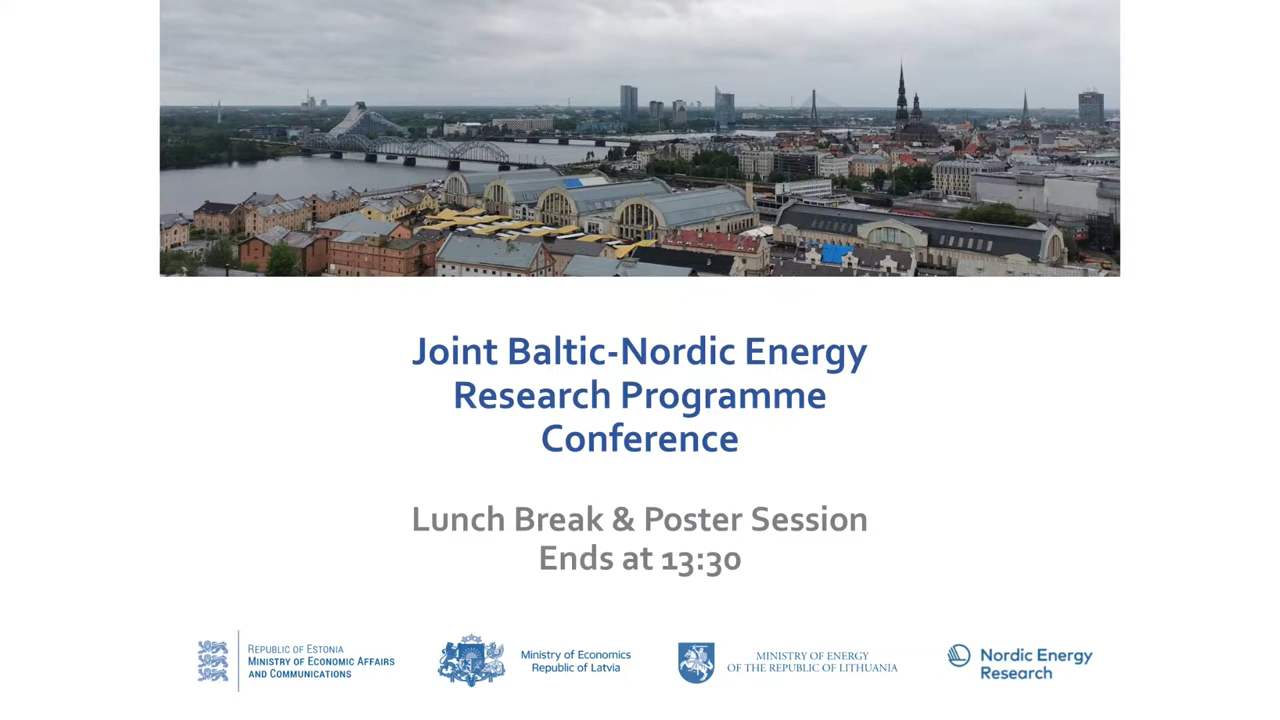 Joint Baltic-Nordic Energy
Research Programme
Conference
Lunch Break & Poster Session
Ends at 13:30
REPUBLIC OF ESTONIA
MINISTRY OF ECONOMIC AFFAIRS
AND COMMUNICATIONS
Ministry of Economics
Republic of Latvia
MINISTRY OF ENERGY
OF THE REPUBLIC OF LITHUANIA
Nordic Energy
Research